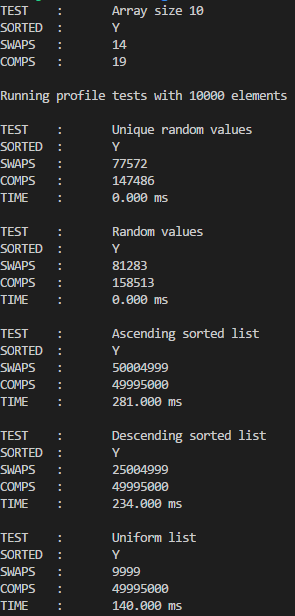 TEST : Array size 10
SORTED : Y
SWAPS : 14
COMPS : 19
Running profile tests with 10000 elements
TEST : Unique random values
SORTED : Y
SWAPS : 77572
COMPS : 147486
TIME : 0.000 ms
TEST : Random values
SORTED : Y
SWAPS : 81283
COMPS : 158513
TIME : 0.000 ms
TEST : Ascending sorted list
SORTED : Y
SWAPS : 50004999
COMPS : 49995000
TIME : 281.000 ms
TEST : Descending sorted list
SORTED : Y
SWAPS : 25004999
COMPS : 49995000
TIME : 234.000 ms
TEST : Uniform list
SORTED : Y
SWAPS : 9999
COMPS : 49995000
TIME : 140.000 ms